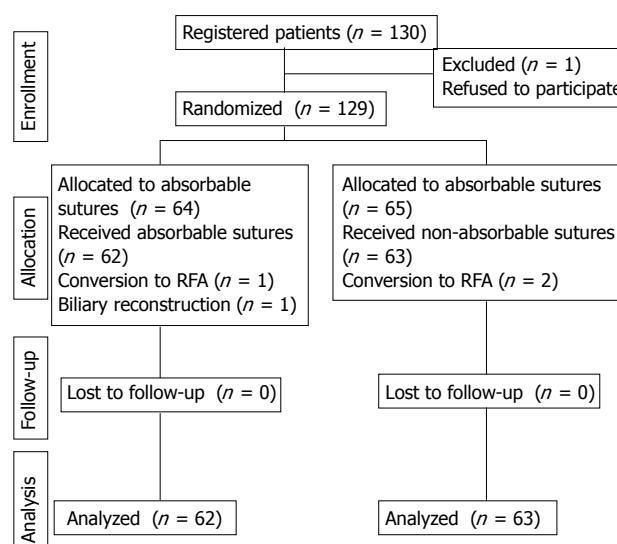 Enrollment
Registered patients (n = 130)
Excluded (n = 1)
Refused to participate
Randomized (n = 129)
Allocation
Allocated to absorbable
sutures (n = 64)
Received absorbable sutures
(n = 62)
Conversion to RFA (n = 1)
Biliary reconstruction (n = 1)
Allocated to absorbable sutures
(n = 65)
Received non-absorbable sutures
(n = 63)
Conversion to RFA (n = 2)
Follow-up
Lost to follow-up (n = 0)
Lost to follow-up (n = 0)
Analysis
Analyzed (n = 62)
Analyzed (n = 63)